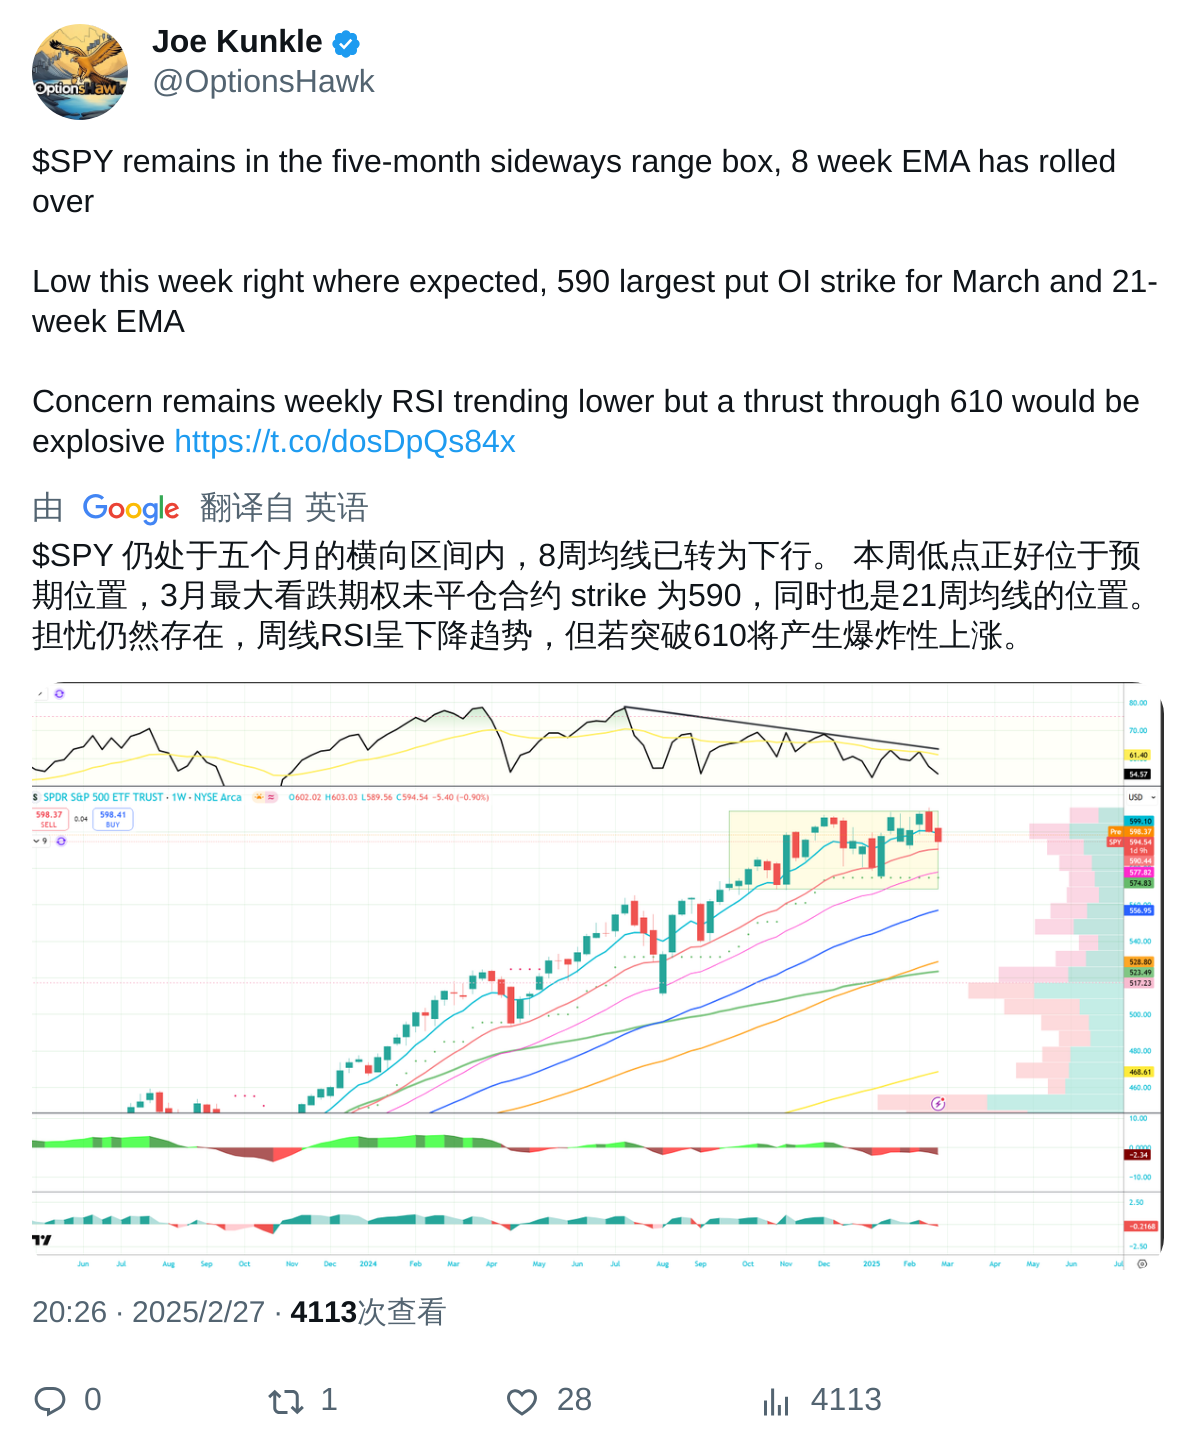 Joe Kunkle
@OptionsHawk
$SPY remains in the five-month sideways range box, 8 week EMA has rolled
over
Low this week right where expected, 590 largest put OI strike for March and 21-
week EMA
Concern remains weekly RSI trending lower but a thrust through 610 would be
explosive https://t.co/dosDpQs84x
由 Google 翻译自 英语
$SPY 仍处于五个月的横向区间内，8周均线已转为下行。 本周低点正好位于预
期位置，3月最大看跌期权未平仓合约 strike 为590，同时也是21周均线的位置。
担忧仍然存在，周线RSI呈下降趋势，但若突破610将产生爆炸性上涨。
80.00
70.00
61.40
54.57
SPDR S&P 500 ETF TRUST · 1W · NYSE Arca O602.02 H603.03 L589.56 C594.54 −5.40 (−0.90%)
USD
598.37 SELL
0.04
598.41 BUY
9
599.10
Pre 598.37
SPY 594.54
1d 9h
590.44
577.82
574.83
556.95
540.00
528.80
523.49
517.23
500.00
480.00
468.61
460.00
10.00
0.0000
−2.34
−10.00
2.50
−0.2168
−2.50
Jun Jul Aug Sep Oct Nov Dec 2024 Feb Mar Apr May Jun Jul Aug Sep Oct Nov Dec 2025 Feb Mar Apr May Jun Jul
20:26 · 2025/2/27 · 4113次查看
0 1 28 4113